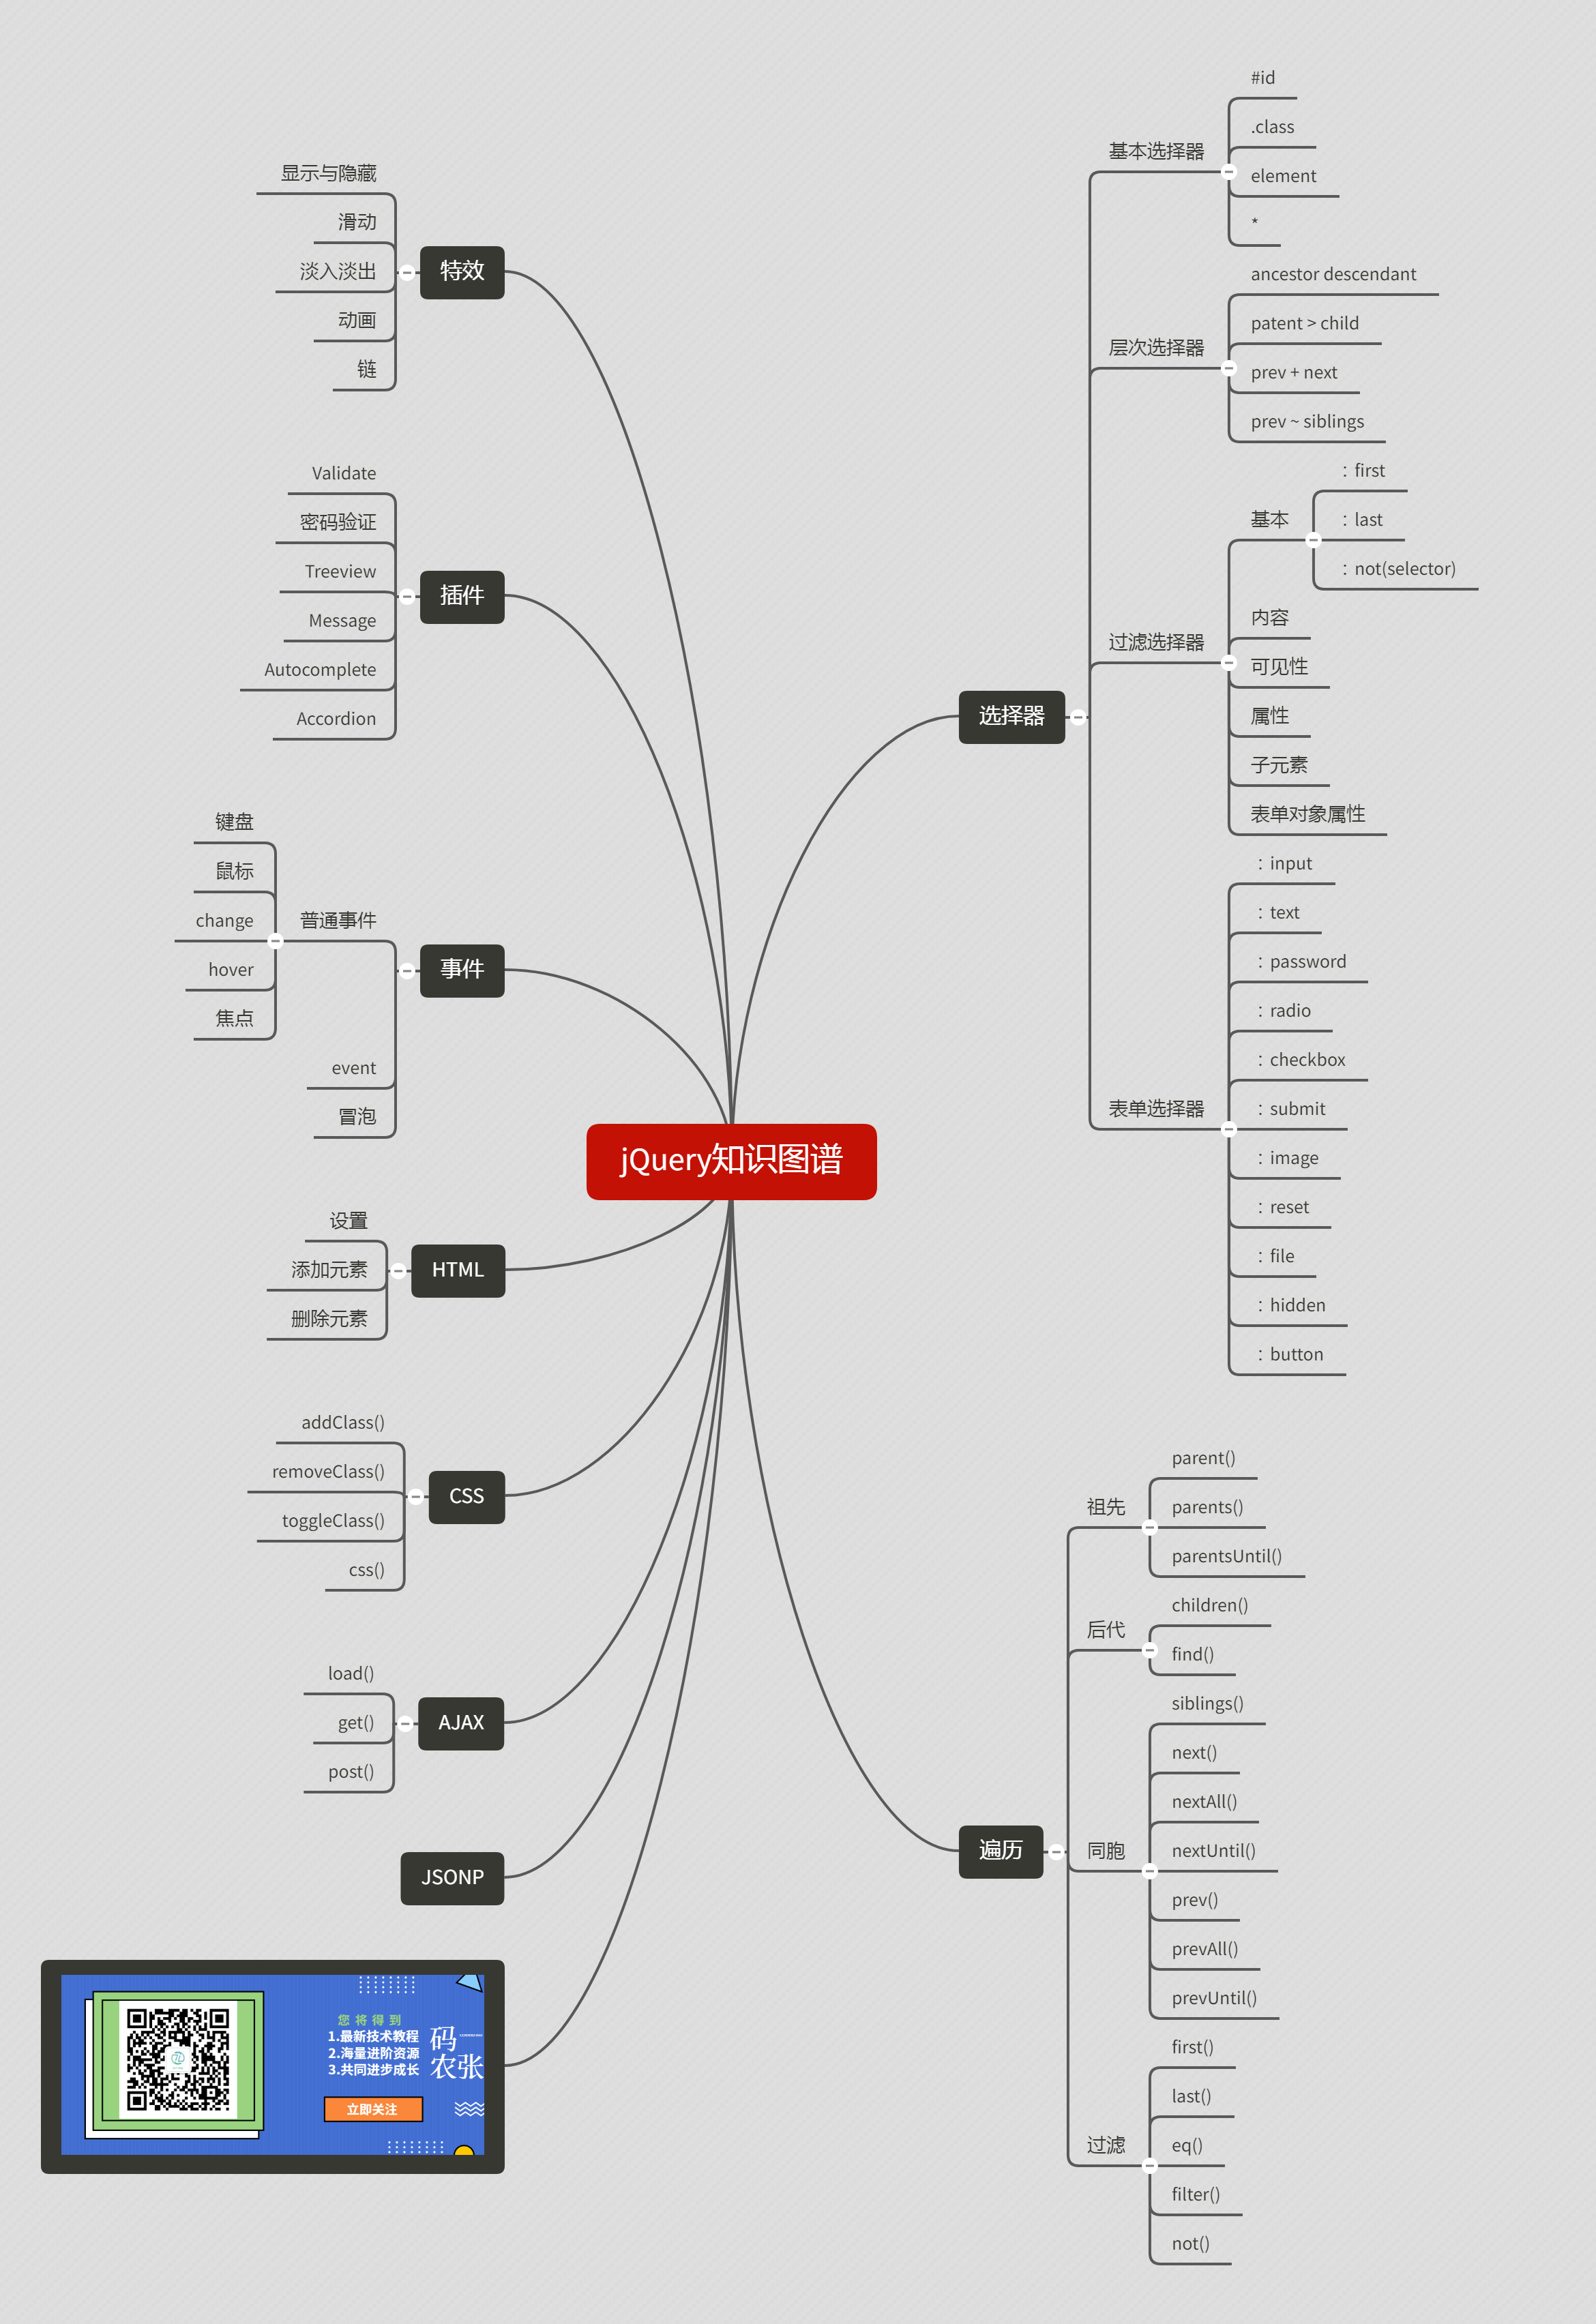 jQuery知识图谱
选择器
基本选择器
#id
.class
element
*
层次选择器
ancestor descendant
patent > child
prev + next
prev ~ siblings
过滤选择器
基本
：first
：last
：not(selector)
内容
可见性
属性
子元素
表单对象属性
表单选择器
：input
：text
：password
：radio
：checkbox
：submit
：image
：reset
：file
：hidden
：button
遍历
祖先
parent()
parents()
parentsUntil()
后代
children()
find()
同胞
siblings()
next()
nextAll()
nextUntil()
prev()
prevAll()
prevUntil()
过滤
first()
last()
eq()
filter()
not()
特效
显示与隐藏
滑动
淡入淡出
动画
链
插件
Validate
密码验证
Treeview
Message
Autocomplete
Accordion
事件
普通事件
键盘
鼠标
change
hover
焦点
event
冒泡
HTML
设置
添加元素
删除元素
CSS
addClass()
removeClass()
toggleClass()
css()
AJAX
load()
get()
post()
JSONP
您将得到
1.最新技术教程
2.海量进阶资源
3.共同进步成长
立即关注
码
农张